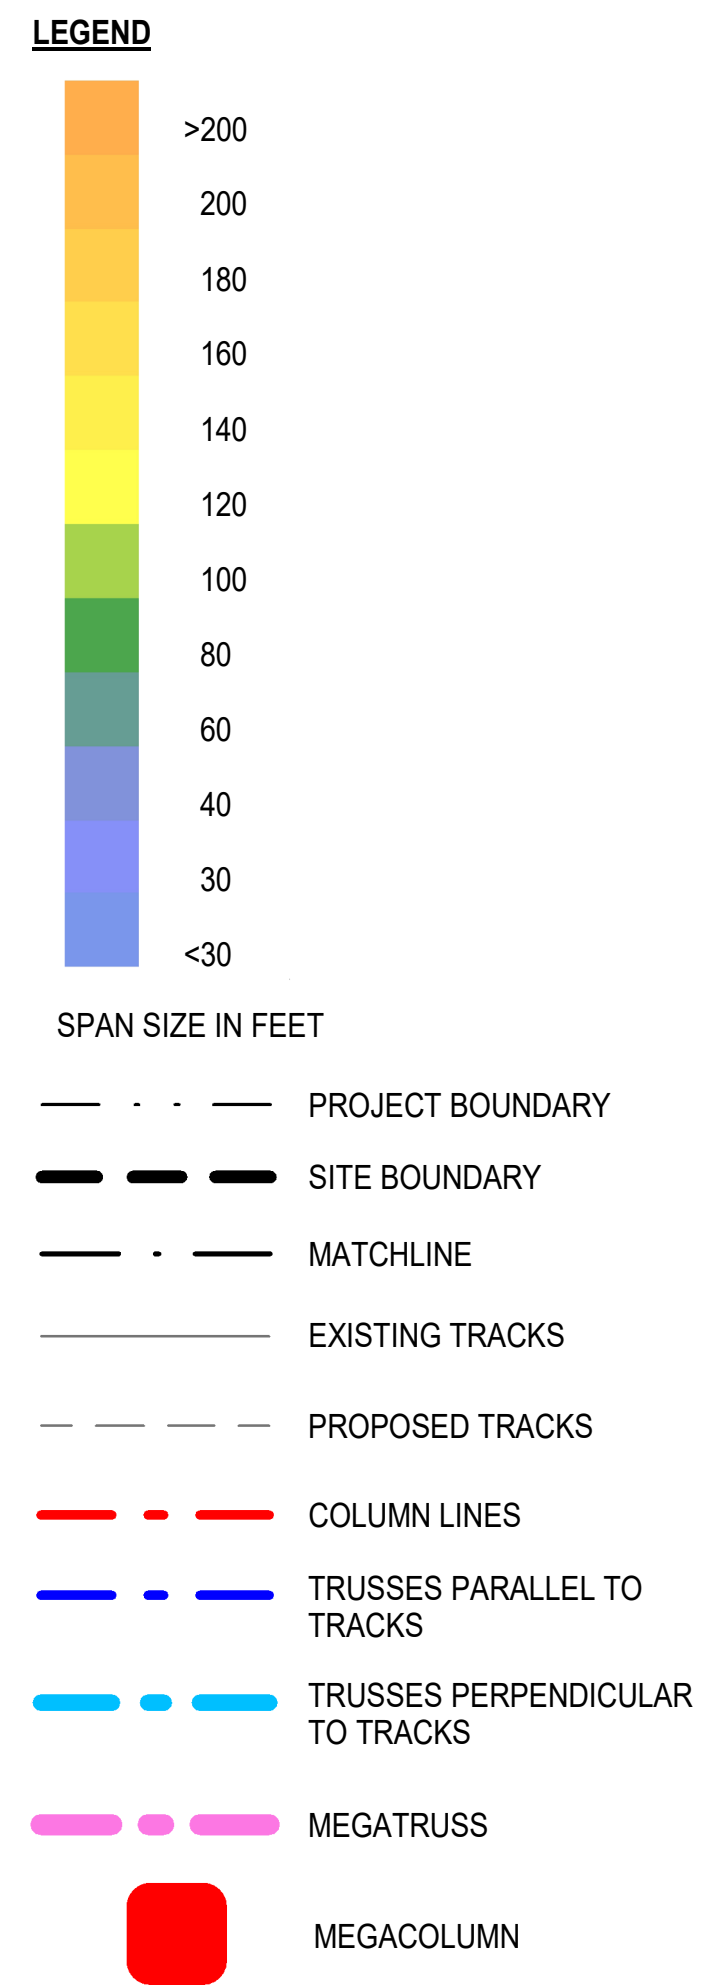 LEGEND
>200
200
180
160
140
120
100
80
60
40
30
<30
SPAN SIZE IN FEET
PROJECT BOUNDARY
SITE BOUNDARY
MATCHLINE
EXISTING TRACKS
PROPOSED TRACKS
COLUMN LINES
TRUSSES PARALLEL TO
TRACKS
TRUSSES PERPENDICULAR
TO TRACKS
MEGATRUSS
MEGACOLUMN